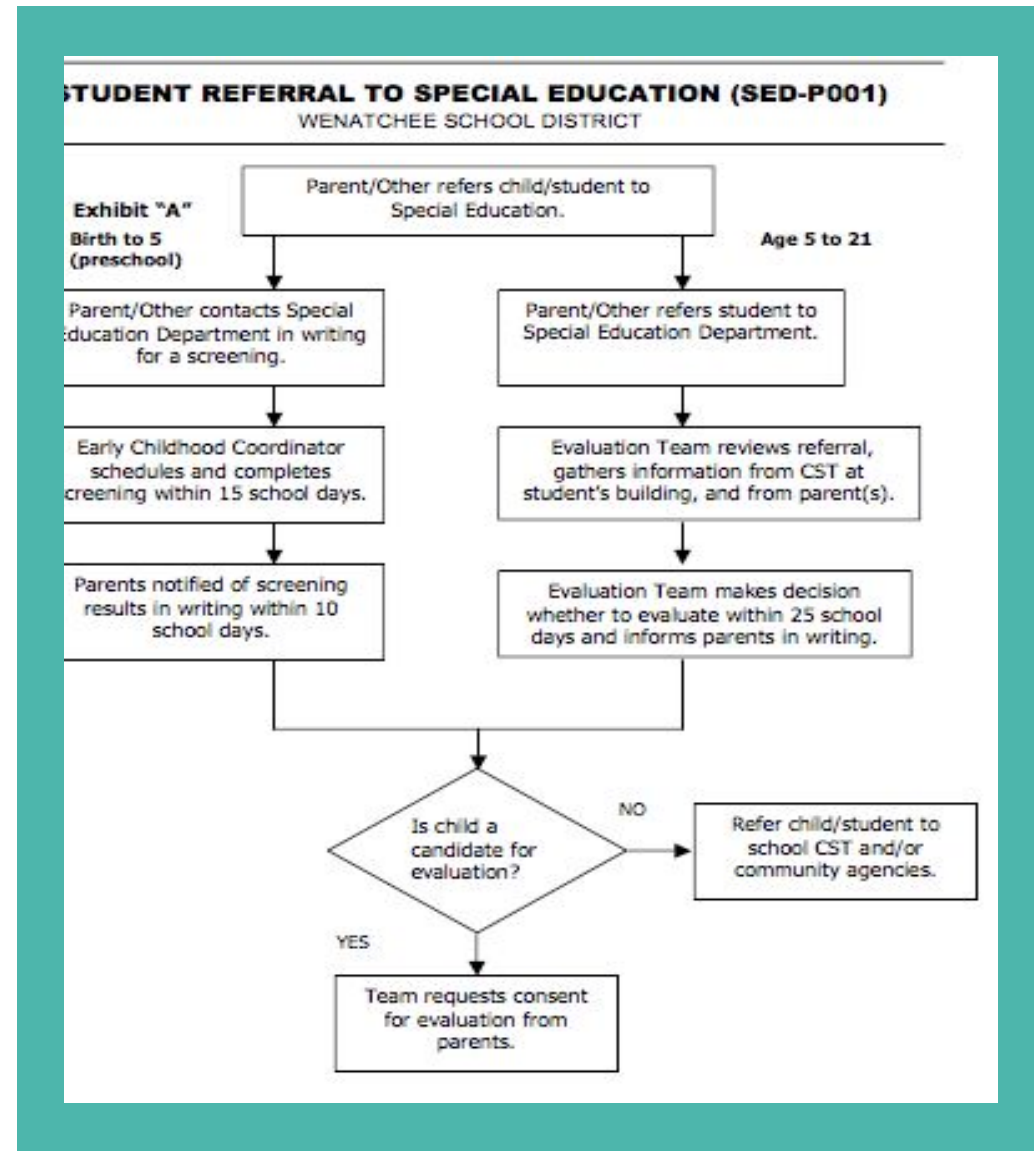 STUDENT REFERRAL TO SPECIAL EDUCATION (SED-P001)
WENATCHEE SCHOOL DISTRICT
Parent/Other refers child/student to
Special Education.
Exhibit "A"
Birth to 5
(preschool)
Age 5 to 21
Parent/Other contacts Special
Education Department in writing
for a screening.
Parent/Other refers student to
Special Education Department.
Early Childhood Coordinator
schedules and completes
screening within 15 school days.
Evaluation Team reviews referral,
gathers information from CST at
student's building, and from parent(s).
Parents notified of screening
results in writing within 10
school days.
Evaluation Team makes decision
whether to evaluate within 25 school
days and informs parents in writing.
Is child a
candidate for
evaluation?
NO
Refer child/student to
school CST and/or
community agencies.
YES
Team requests consent
for evaluation from
parents.